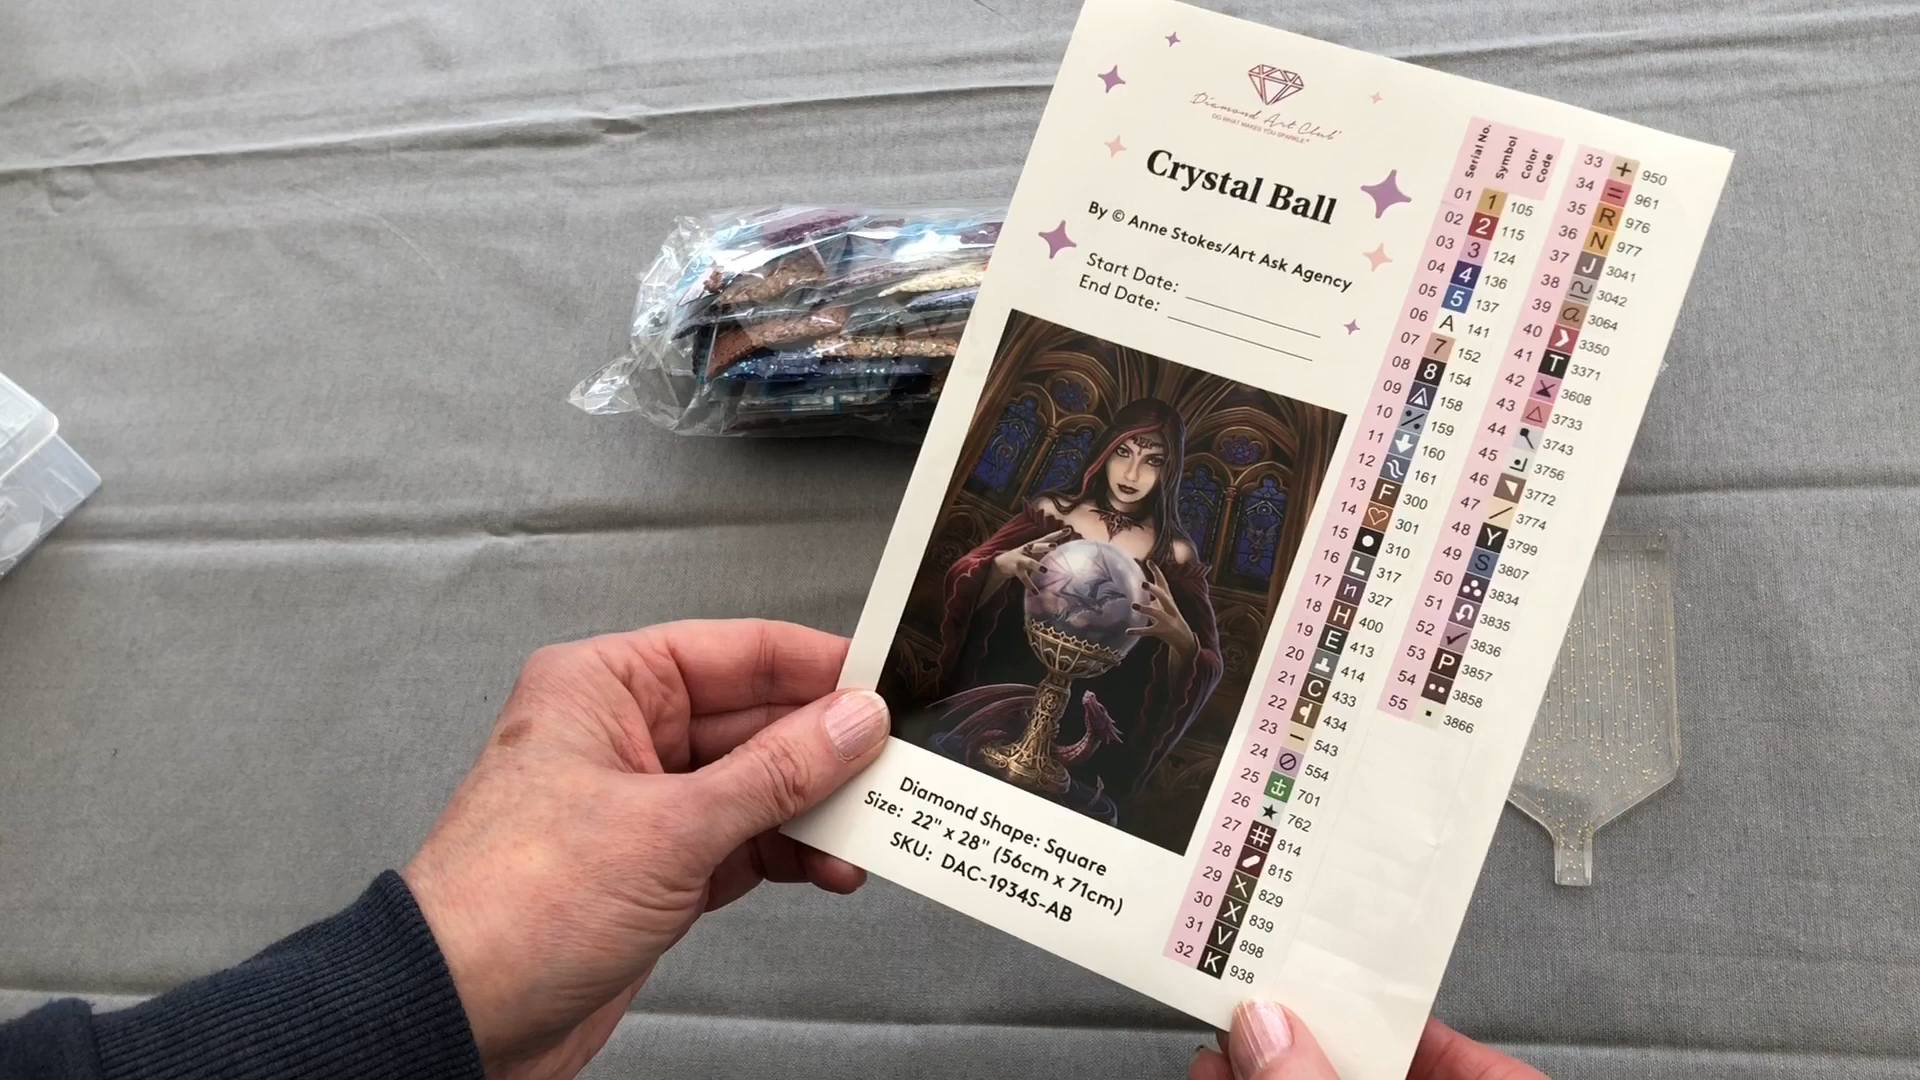 Diamond Art Club®
DO WHAT MAKES YOU SPARKLE®
Crystal Ball
By © Anne Stokes/Art Ask Agency
Start Date:
End Date:
Diamond Shape: Square
Size: 22" x 28" (56cm x 71cm)
SKU: DAC-1934S-AB
Serial No. Symbol Color Code
01 1 105
02 2 115
03 3 124
04 4 136
05 5 137
06 A 141
07 7 152
08 8 154
09 158
10 159
11 160
12 161
13 F 300
14 301
15 310
16 L 317
17 n 327
18 H 400
19 E 413
20 414
21 C 433
22 434
23 − 543
24 554
25 701
26 ★ 762
27 # 814
28 815
29 X 829
30 X 839
31 V 898
32 K 938
33 + 950
34 = 961
35 R 976
36 N 977
37 J 3041
38 3042
39 a 3064
40 3350
41 T 3371
42 3608
43 △ 3733
44 3743
45 3756
46 3772
47 / 3774
48 Y 3799
49 S 3807
50 3834
51 3835
52 ✓ 3836
53 P 3857
54 3858
55 3866